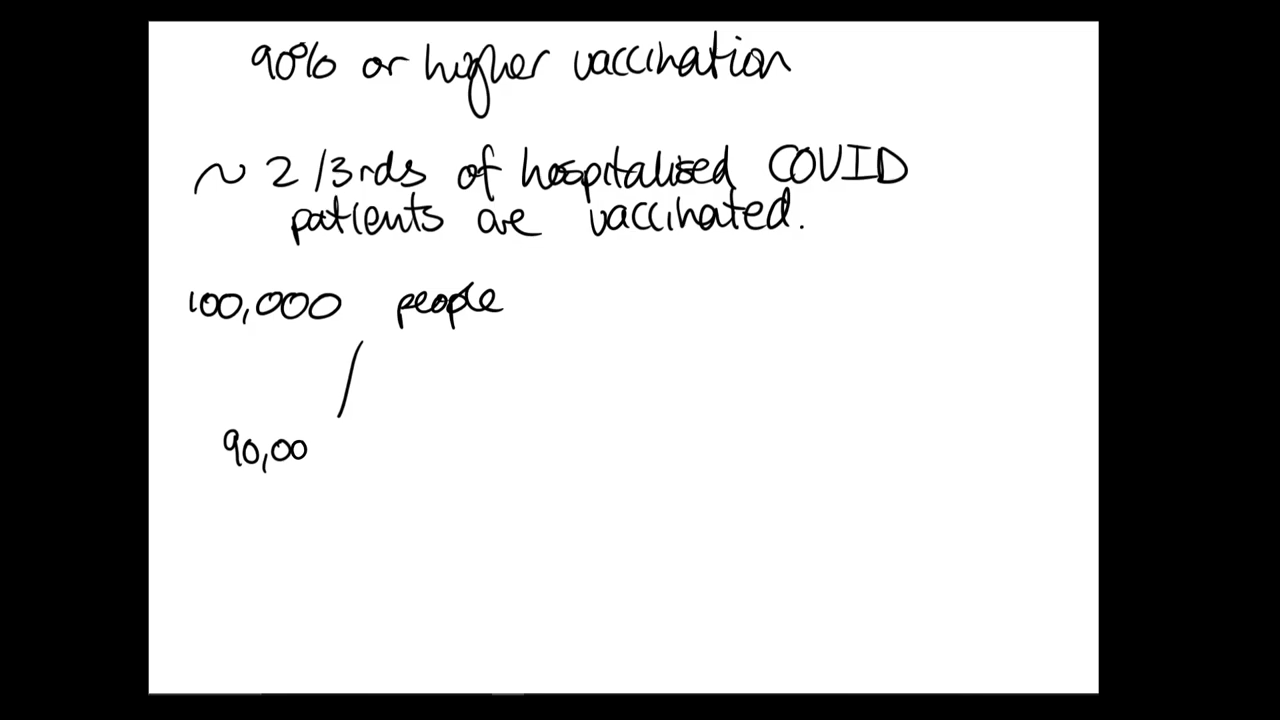 90% or higher vaccination
~ 2/3rds of hospitalised COVID
patients are vaccinated.
100,000 people
90,00